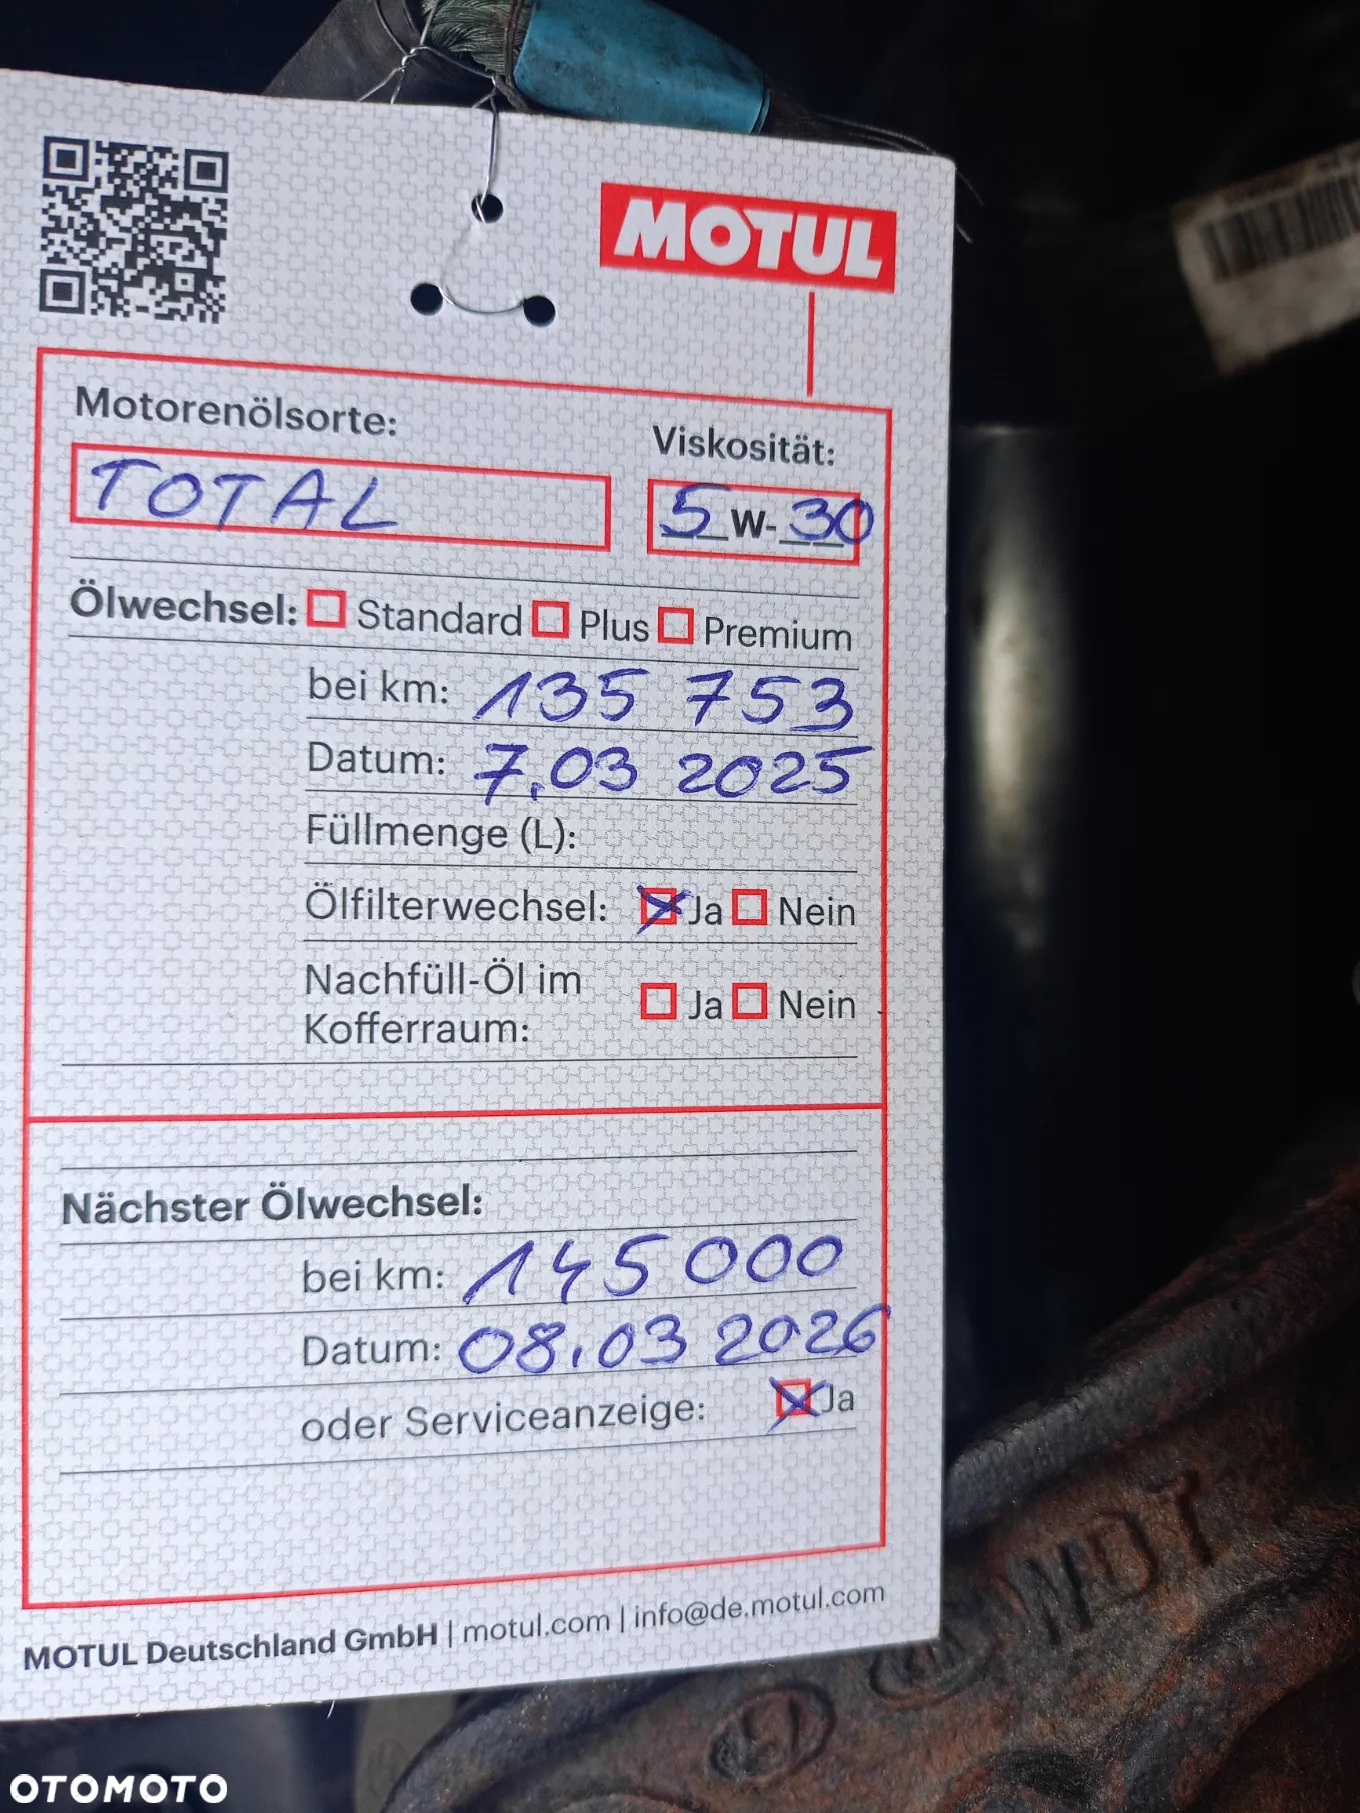 MOTUL
Motorenölsorte:
Viskosität:
TOTAL
5 W- 30
Ölwechsel: Standard Plus Premium
bei km: 135 753
Datum: 7.03 2025
Füllmenge (L):
Ölfilterwechsel: Ja Nein
Nachfüll-Öl im
Kofferraum: Ja Nein
Nächster Ölwechsel:
bei km: 145000
Datum: 08.03 2026
oder Serviceanzeige: Ja
MOTUL Deutschland GmbH | motul.com | info@de.motul.com
OTOMOTO